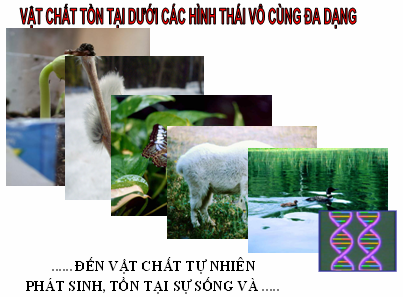 VẬT CHẤT TỒN TẠI DƯỚI CÁC HÌNH THÁI VÔ CÙNG ĐA DẠNG
......ĐẾN VẬT CHẤT TỰ NHIÊN
PHÁT SINH, TỒN TẠI SỰ SỐNG VÀ .....